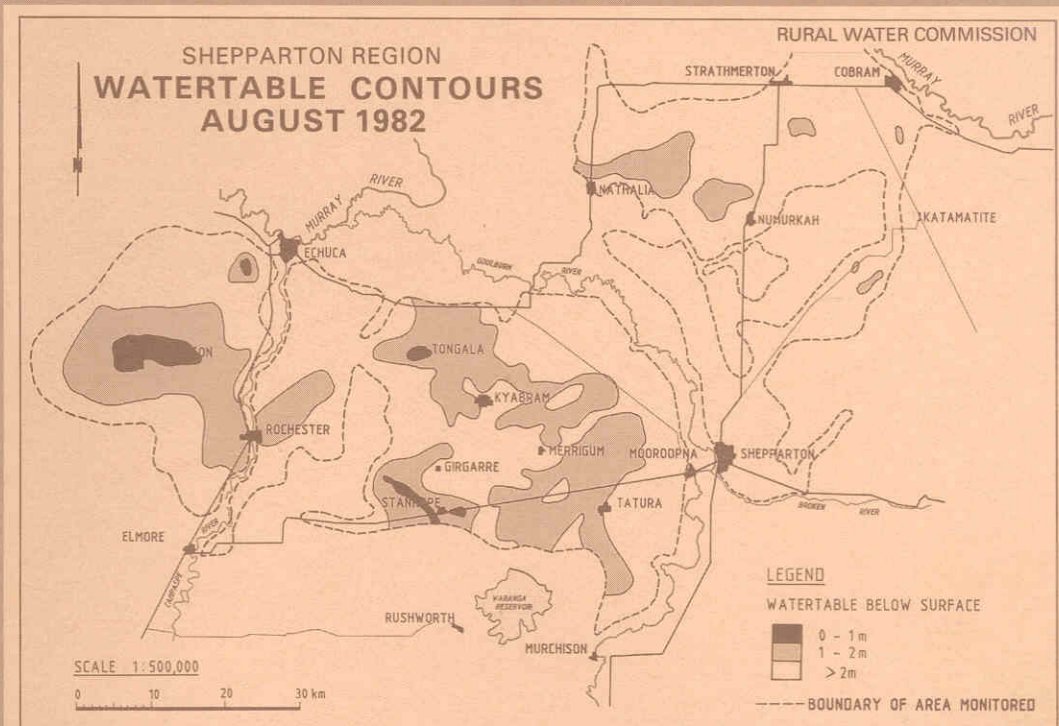 SHEPPARTON REGION
WATERTABLE CONTOURS
AUGUST 1982
RURAL WATER COMMISSION
STRATHMERTON
COBRAM
MURRAY
RIVER
MURRAY
RIVER
NATHALIA
NUMURKAH
KATAMATITE
ECHUCA
GOULBURN
RIVER
ON
TONGALA
KYABRAM
ROCHESTER
MERRIGUM
MOOROOPNA
SHEPPARTON
GIRGARRE
STANHOPE
TATURA
BROKEN
RIVER
ELMORE
RIVER
CAMPASPE
WARANGA
RESERVOIR
RUSHWORTH
MURCHISON
LEGEND
WATERTABLE BELOW SURFACE
0 - 1m
1 - 2m
> 2m
BOUNDARY OF AREA MONITORED
SCALE 1:500,000
0 10 20 30 km